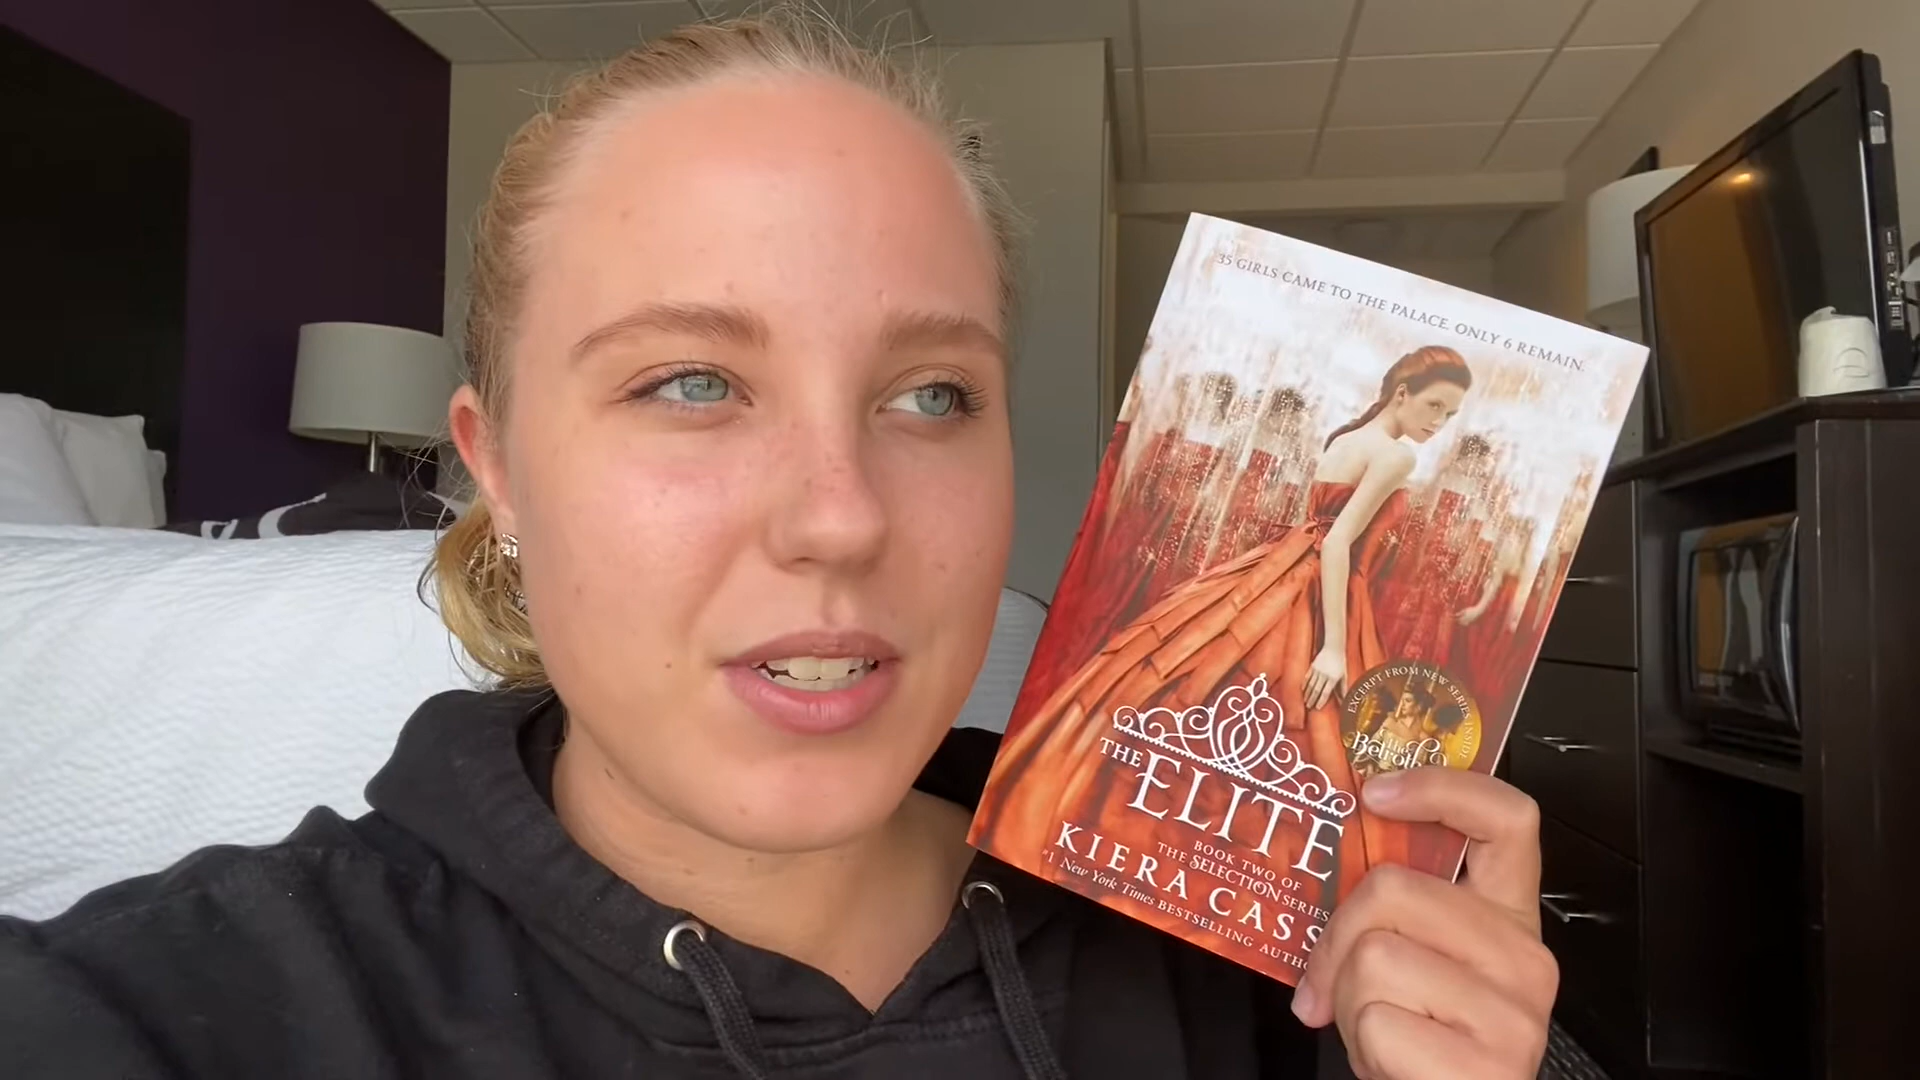 35 GIRLS CAME TO THE PALACE. ONLY 6 REMAIN.
EXCERPT FROM NEW SERIES INSIDE
The
THE
ELITE
BOOK TWO OF
THE SELECTION SERIES
KIERA CASS
#1 New York Times BESTSELLING